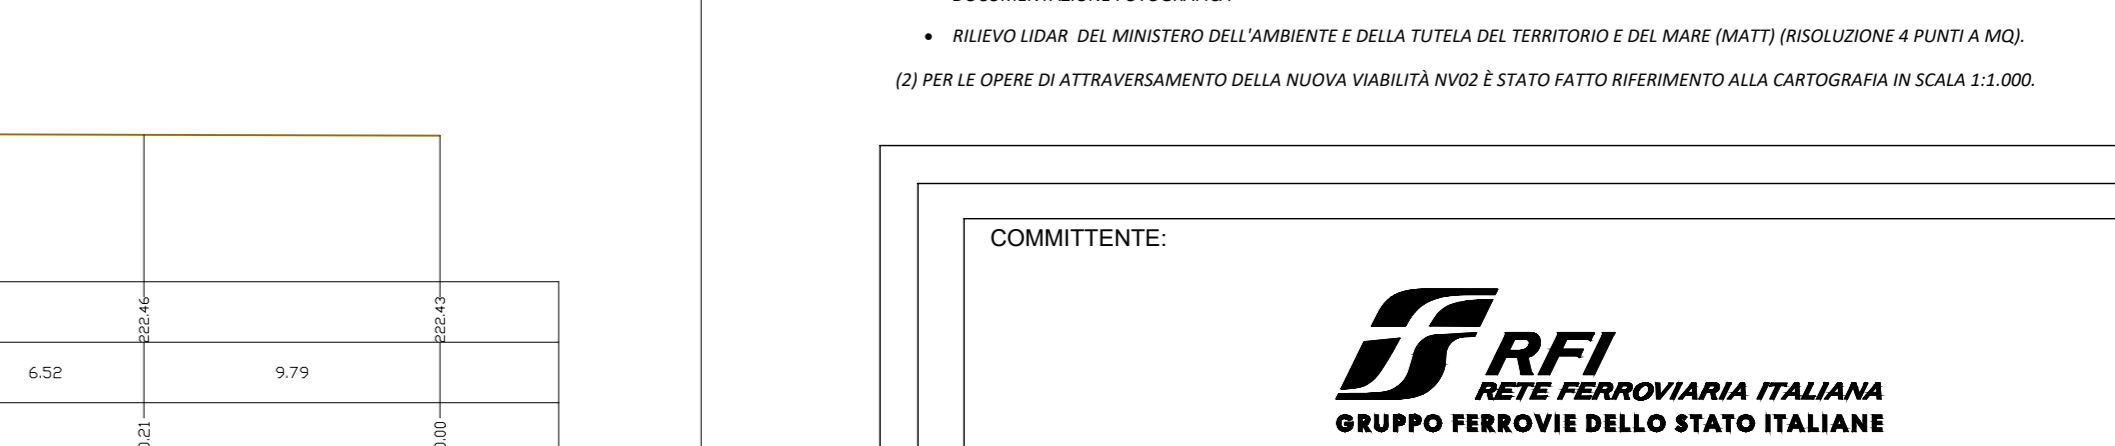 DOCUMENTAZIONE FOTOGRAFICA
• RILIEVO LIDAR DEL MINISTERO DELL'AMBIENTE E DELLA TUTELA DEL TERRITORIO E DEL MARE (MATT) (RISOLUZIONE 4 PUNTI A MQ).
(2) PER LE OPERE DI ATTRAVERSAMENTO DELLA NUOVA VIABILITÀ NV02 È STATO FATTO RIFERIMENTO ALLA CARTOGRAFIA IN SCALA 1:1.000.
222.46
222.43
6.52
9.79
COMMITTENTE:
RFI
RETE FERROVIARIA ITALIANA
GRUPPO FERROVIE DELLO STATO ITALIANE